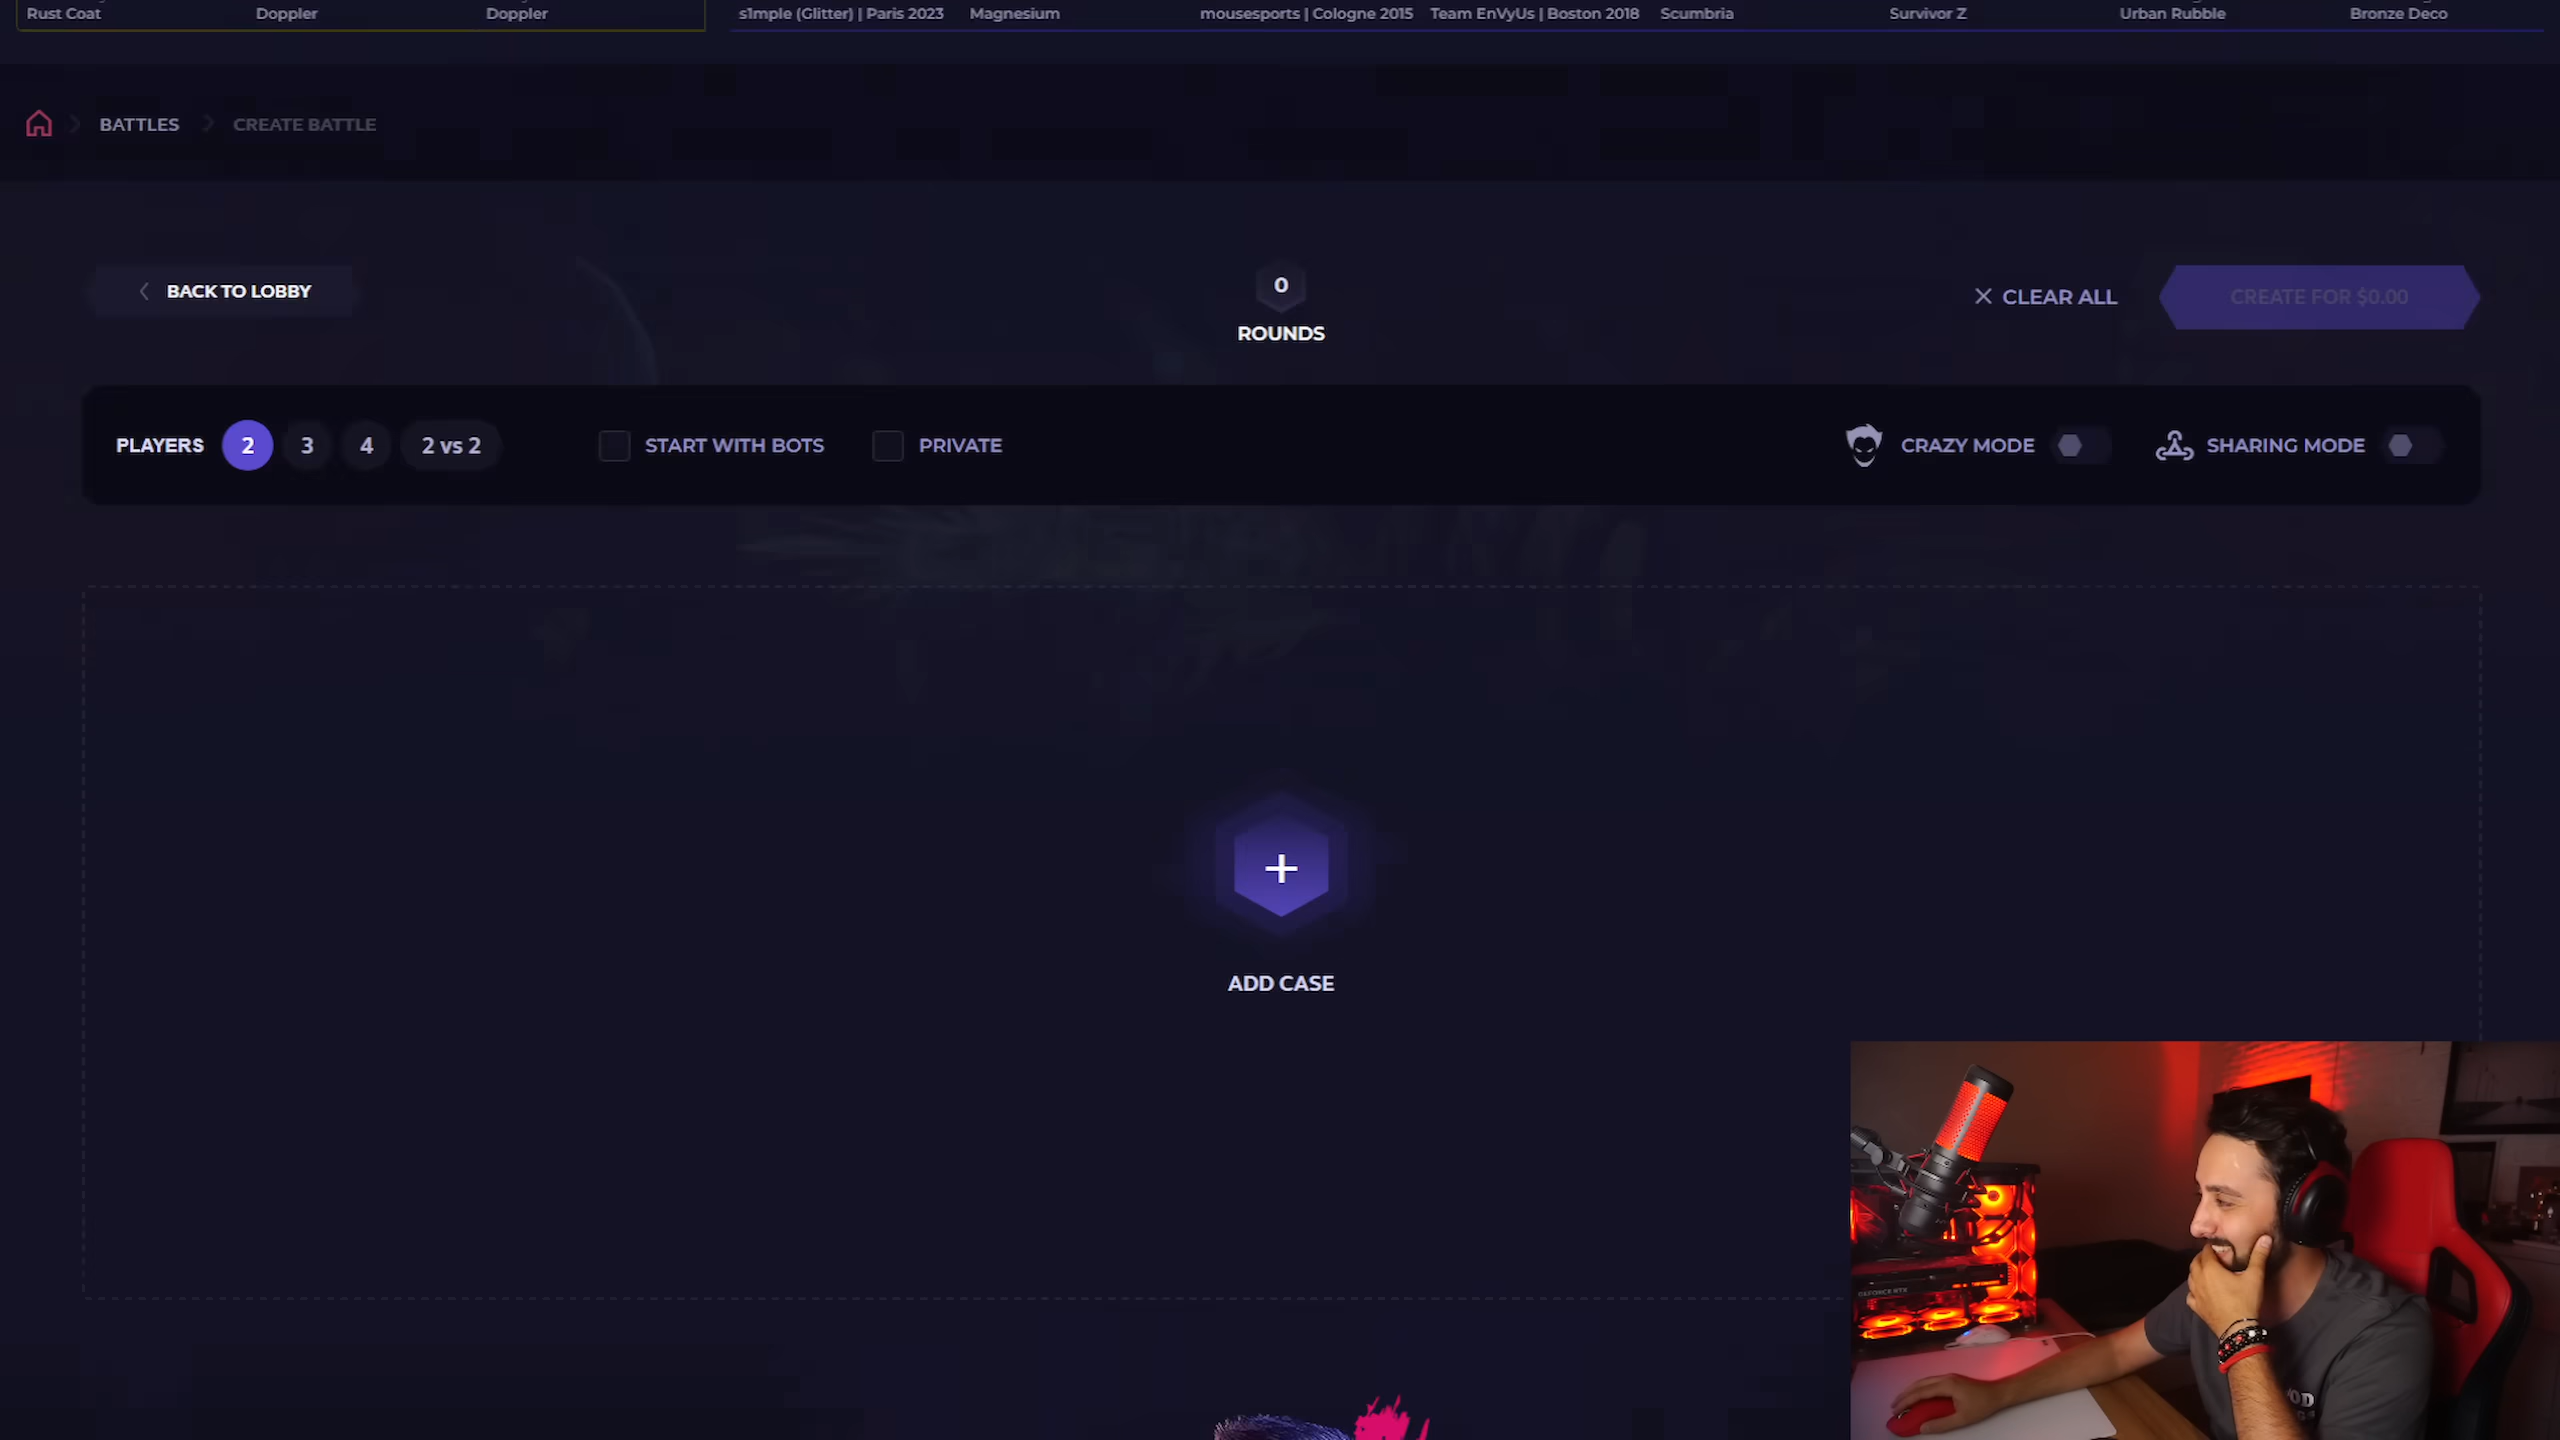 Rust Coat
Doppler
Doppler
s1mple (Glitter) | Paris 2023
Magnesium
mousesports | Cologne 2015
Team EnVyUs | Boston 2018
Scumbria
Survivor Z
Urban Rubble
Bronze Deco
BATTLES
CREATE BATTLE
BACK TO LOBBY
0
ROUNDS
CLEAR ALL
CREATE FOR $0.00
PLAYERS
2
3
4
2 vs 2
START WITH BOTS
PRIVATE
CRAZY MODE
SHARING MODE
+
ADD CASE
GEFORCE RTX